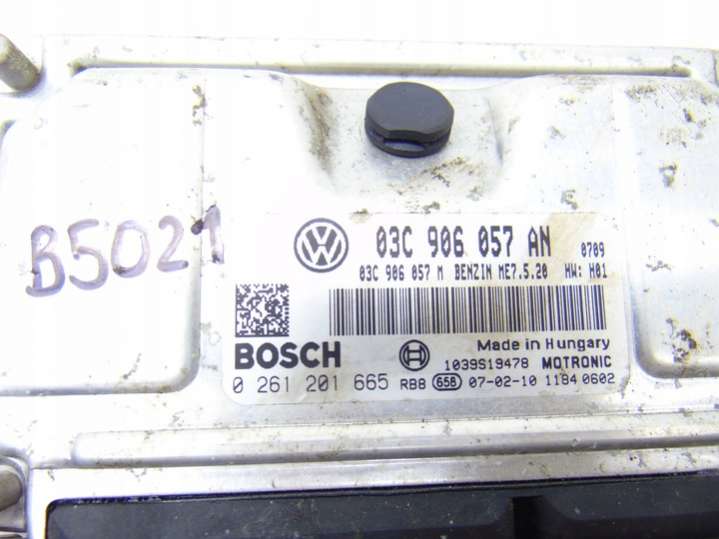 B5021
03C 906 057 AN 0709
03C 906 057 M BENZIN ME7.5.20 HW: H01
Made in Hungary
BOSCH 1039S19478 MOTRONIC
0 261 201 665 RBB 658 07-02-10 1184 0602